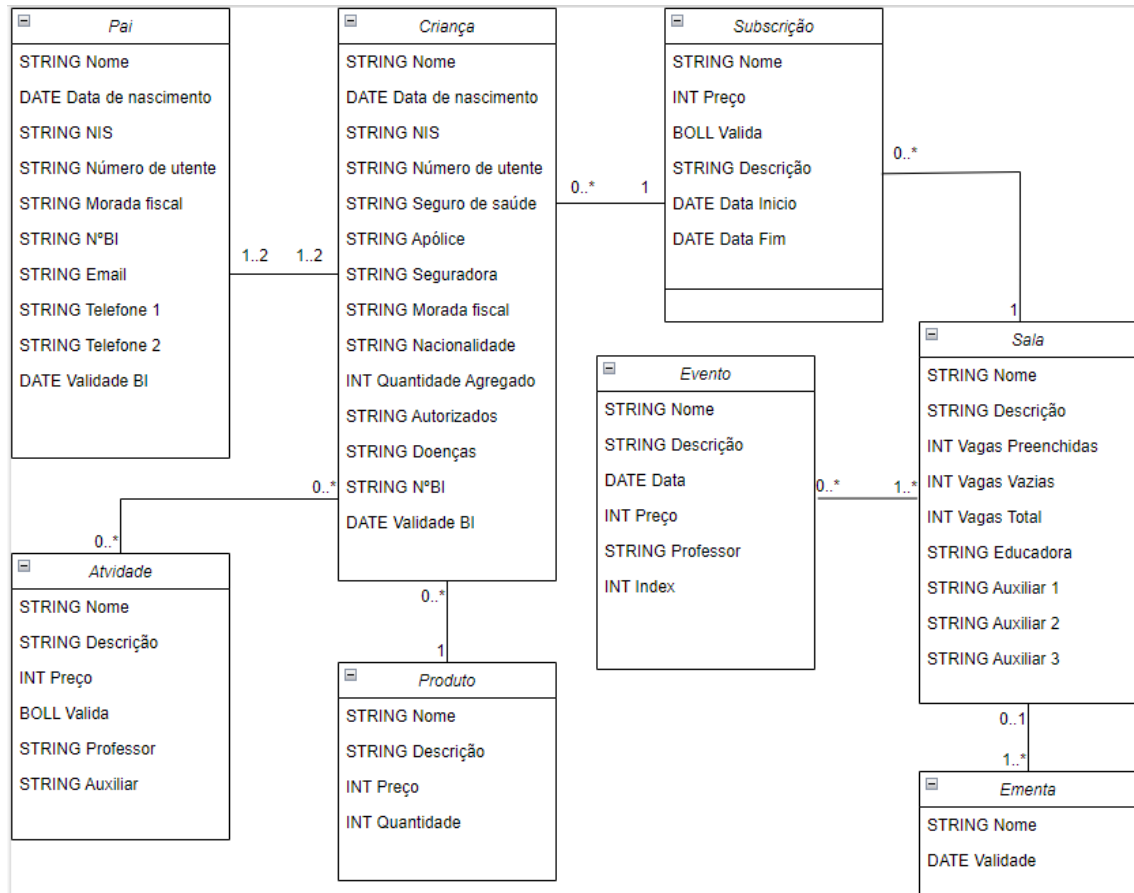 Pai
STRING Nome
DATE Data de nascimento
STRING NIS
STRING Número de utente
STRING Morada fiscal
STRING NºBI
STRING Email
STRING Telefone 1
STRING Telefone 2
DATE Validade BI
1..2
1..2
Criança
STRING Nome
DATE Data de nascimento
STRING NIS
STRING Número de utente
STRING Seguro de saúde
STRING Apólice
STRING Seguradora
STRING Morada fiscal
STRING Nacionalidade
INT Quantidade Agregado
STRING Autorizados
STRING Doenças
STRING NºBI
DATE Validade BI
0..*
1
Subscrição
STRING Nome
INT Preço
BOLL Valida
STRING Descrição
DATE Data Inicio
DATE Data Fim
0..*
1
Sala
STRING Nome
STRING Descrição
INT Vagas Preenchidas
INT Vagas Vazias
INT Vagas Total
STRING Educadora
STRING Auxiliar 1
STRING Auxiliar 2
STRING Auxiliar 3
Evento
STRING Nome
STRING Descrição
DATE Data
INT Preço
STRING Professor
INT Index
0..*
1..*
0..*
0..*
Atvidade
STRING Nome
STRING Descrição
INT Preço
BOLL Valida
STRING Professor
STRING Auxiliar
0..*
1
Produto
STRING Nome
STRING Descrição
INT Preço
INT Quantidade
0..1
1..*
Ementa
STRING Nome
DATE Validade